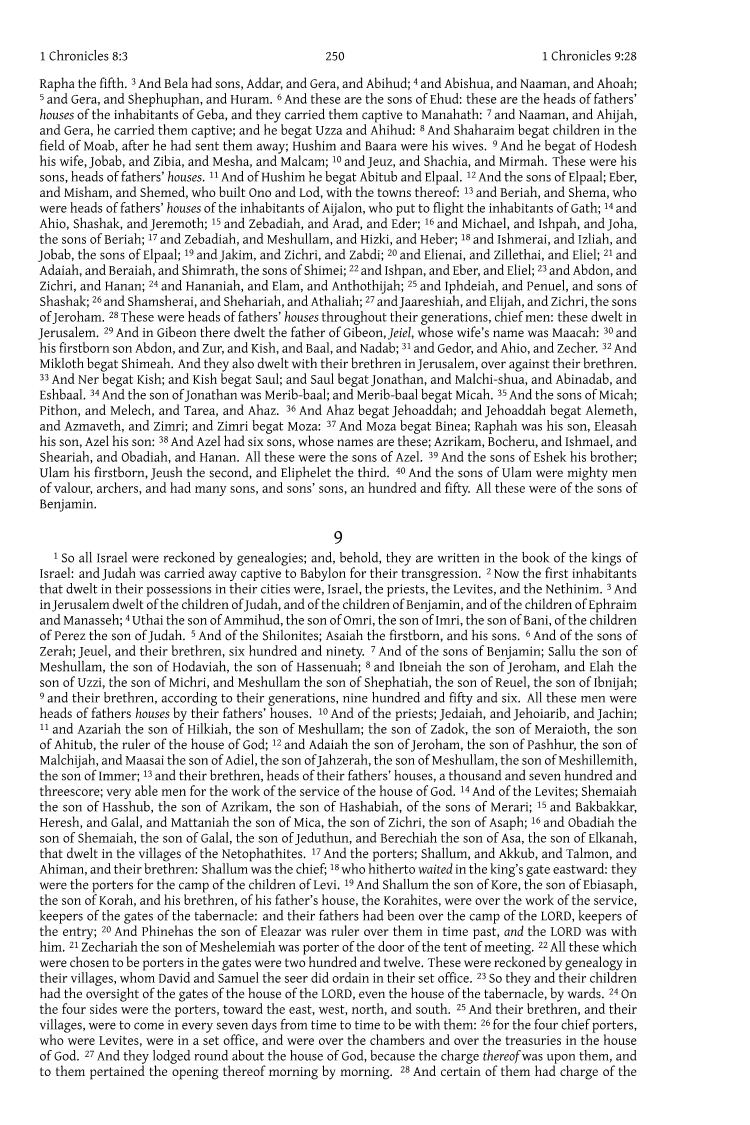 1 Chronicles 8:3 250 1 Chronicles 9:28
Rapha the fifth. 3 And Bela had sons, Addar, and Gera, and Abihud; 4 and Abishua, and Naaman, and Ahoah;
5 and Gera, and Shephuphan, and Huram. 6 And these are the sons of Ehud: these are the heads of fathers’
houses of the inhabitants of Geba, and they carried them captive to Manahath: 7 and Naaman, and Ahijah,
and Gera, he carried them captive; and he begat Uzza and Ahihud: 8 And Shaharaim begat children in the
field of Moab, after he had sent them away; Hushim and Baara were his wives. 9 And he begat of Hodesh
his wife, Jobab, and Zibia, and Mesha, and Malcam; 10 and Jeuz, and Shachia, and Mirmah. These were his
sons, heads of fathers’ houses. 11 And of Hushim he begat Abitub and Elpaal. 12 And the sons of Elpaal; Eber,
and Misham, and Shemed, who built Ono and Lod, with the towns thereof: 13 and Beriah, and Shema, who
were heads of fathers’ houses of the inhabitants of Aijalon, who put to flight the inhabitants of Gath; 14 and
Ahio, Shashak, and Jeremoth; 15 and Zebadiah, and Arad, and Eder; 16 and Michael, and Ishpah, and Joha,
the sons of Beriah; 17 and Zebadiah, and Meshullam, and Hizki, and Heber; 18 and Ishmerai, and Izliah, and
Jobab, the sons of Elpaal; 19 and Jakim, and Zichri, and Zabdi; 20 and Elienai, and Zillethai, and Eliel; 21 and
Adaiah, and Beraiah, and Shimrath, the sons of Shimei; 22 and Ishpan, and Eber, and Eliel; 23 and Abdon, and
Zichri, and Hanan; 24 and Hananiah, and Elam, and Anthothijah; 25 and Iphdeiah, and Penuel, and sons of
Shashak; 26 and Shamsherai, and Shehariah, and Athaliah; 27 and Jaareshiah, and Elijah, and Zichri, the sons
of Jeroham. 28 These were heads of fathers’ houses throughout their generations, chief men: these dwelt in
Jerusalem. 29 And in Gibeon there dwelt the father of Gibeon, Jeiel, whose wife’s name was Maacah: 30 and
his firstborn son Abdon, and Zur, and Kish, and Baal, and Nadab; 31 and Gedor, and Ahio, and Zecher. 32 And
Mikloth begat Shimeah. And they also dwelt with their brethren in Jerusalem, over against their brethren.
33 And Ner begat Kish; and Kish begat Saul; and Saul begat Jonathan, and Malchi-shua, and Abinadab, and
Eshbaal. 34 And the son of Jonathan was Merib-baal; and Merib-baal begat Micah. 35 And the sons of Micah;
Pithon, and Melech, and Tarea, and Ahaz. 36 And Ahaz begat Jehoaddah; and Jehoaddah begat Alemeth,
and Azmaveth, and Zimri; and Zimri begat Moza: 37 And Moza begat Binea; Raphah was his son, Eleasah
his son, Azel his son: 38 And Azel had six sons, whose names are these; Azrikam, Bocheru, and Ishmael, and
Sheariah, and Obadiah, and Hanan. All these were the sons of Azel. 39 And the sons of Eshek his brother;
Ulam his firstborn, Jeush the second, and Eliphelet the third. 40 And the sons of Ulam were mighty men
of valour, archers, and had many sons, and sons’ sons, an hundred and fifty. All these were of the sons of
Benjamin.
9
1 So all Israel were reckoned by genealogies; and, behold, they are written in the book of the kings of
Israel: and Judah was carried away captive to Babylon for their transgression. 2 Now the first inhabitants
that dwelt in their possessions in their cities were, Israel, the priests, the Levites, and the Nethinim. 3 And
in Jerusalem dwelt of the children of Judah, and of the children of Benjamin, and of the children of Ephraim
and Manasseh; 4 Uthai the son of Ammihud, the son of Omri, the son of Imri, the son of Bani, of the children
of Perez the son of Judah. 5 And of the Shilonites; Asaiah the firstborn, and his sons. 6 And of the sons of
Zerah; Jeuel, and their brethren, six hundred and ninety. 7 And of the sons of Benjamin; Sallu the son of
Meshullam, the son of Hodaviah, the son of Hassenuah; 8 and Ibneiah the son of Jeroham, and Elah the
son of Uzzi, the son of Michri, and Meshullam the son of Shephatiah, the son of Reuel, the son of Ibnijah;
9 and their brethren, according to their generations, nine hundred and fifty and six. All these men were
heads of fathers houses by their fathers’ houses. 10 And of the priests; Jedaiah, and Jehoiarib, and Jachin;
11 and Azariah the son of Hilkiah, the son of Meshullam; the son of Zadok, the son of Meraioth, the son
of Ahitub, the ruler of the house of God; 12 and Adaiah the son of Jeroham, the son of Pashhur, the son of
Malchijah, and Maasai the son of Adiel, the son of Jahzerah, the son of Meshullam, the son of Meshillemith,
the son of Immer; 13 and their brethren, heads of their fathers’ houses, a thousand and seven hundred and
threescore; very able men for the work of the service of the house of God. 14 And of the Levites; Shemaiah
the son of Hasshub, the son of Azrikam, the son of Hashabiah, of the sons of Merari; 15 and Bakbakkar,
Heresh, and Galal, and Mattaniah the son of Mica, the son of Zichri, the son of Asaph; 16 and Obadiah the
son of Shemaiah, the son of Galal, the son of Jeduthun, and Berechiah the son of Asa, the son of Elkanah,
that dwelt in the villages of the Netophathites. 17 And the porters; Shallum, and Akkub, and Talmon, and
Ahiman, and their brethren: Shallum was the chief; 18 who hitherto waited in the king’s gate eastward: they
were the porters for the camp of the children of Levi. 19 And Shallum the son of Kore, the son of Ebiasaph,
the son of Korah, and his brethren, of his father’s house, the Korahites, were over the work of the service,
keepers of the gates of the tabernacle: and their fathers had been over the camp of the LORD, keepers of
the entry; 20 And Phinehas the son of Eleazar was ruler over them in time past, and the LORD was with
him. 21 Zechariah the son of Meshelemiah was porter of the door of the tent of meeting. 22 All these which
were chosen to be porters in the gates were two hundred and twelve. These were reckoned by genealogy in
their villages, whom David and Samuel the seer did ordain in their set office. 23 So they and their children
had the oversight of the gates of the house of the LORD, even the house of the tabernacle, by wards. 24 On
the four sides were the porters, toward the east, west, north, and south. 25 And their brethren, and their
villages, were to come in every seven days from time to time to be with them: 26 for the four chief porters,
who were Levites, were in a set office, and were over the chambers and over the treasuries in the house
of God. 27 And they lodged round about the house of God, because the charge thereof was upon them, and
to them pertained the opening thereof morning by morning. 28 And certain of them had charge of the